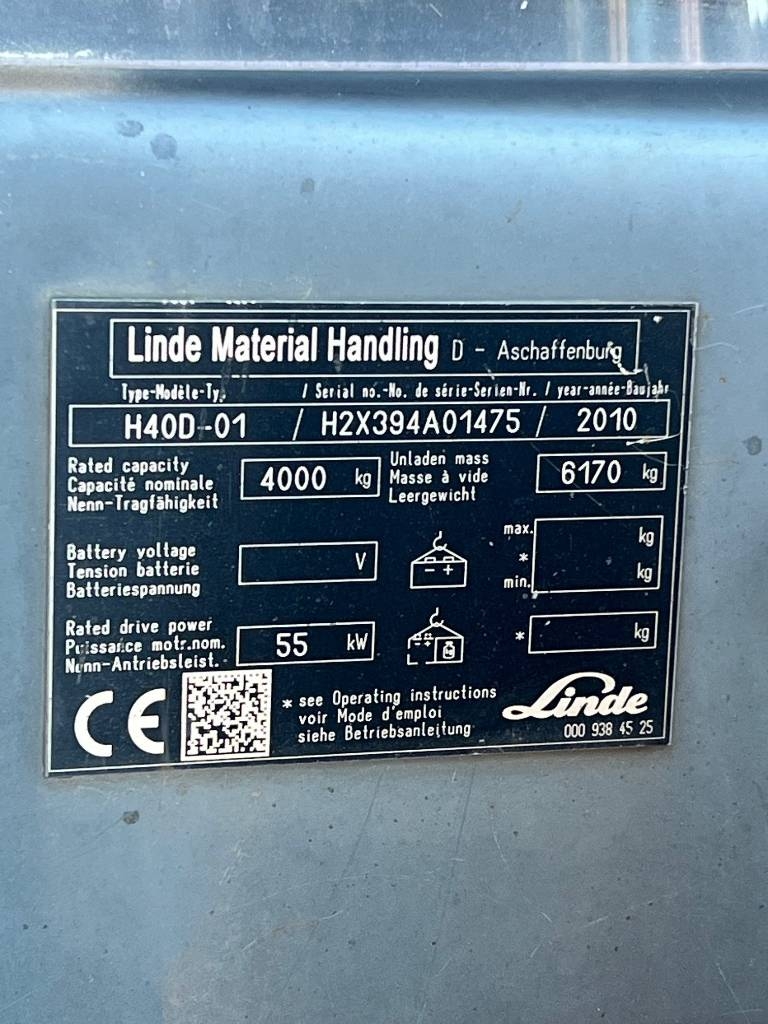 Linde Material Handling D - Aschaffenburg
Type-Modèle-Ty. / Serial no.-No. de série-Serien-Nr. / year-année-Baujahr
H40D-01 / H2X394A01475 / 2010
Rated capacity
Capacité nominale
Nenn-Tragfähigkeit
4000 kg
Unladen mass
Masse à vide
Leergewicht
6170 kg
Battery voltage
Tension batterie
Batteriespannung
V
- +
max.
*
min.
kg
kg
Rated drive power
Puissance motr.nom.
Nenn-Antriebsleist.
55 kW
- +
kg
* kg
CE
* see Operating instructions
voir Mode d'emploi
siehe Betriebsanleitung
Linde
000 938 45 25